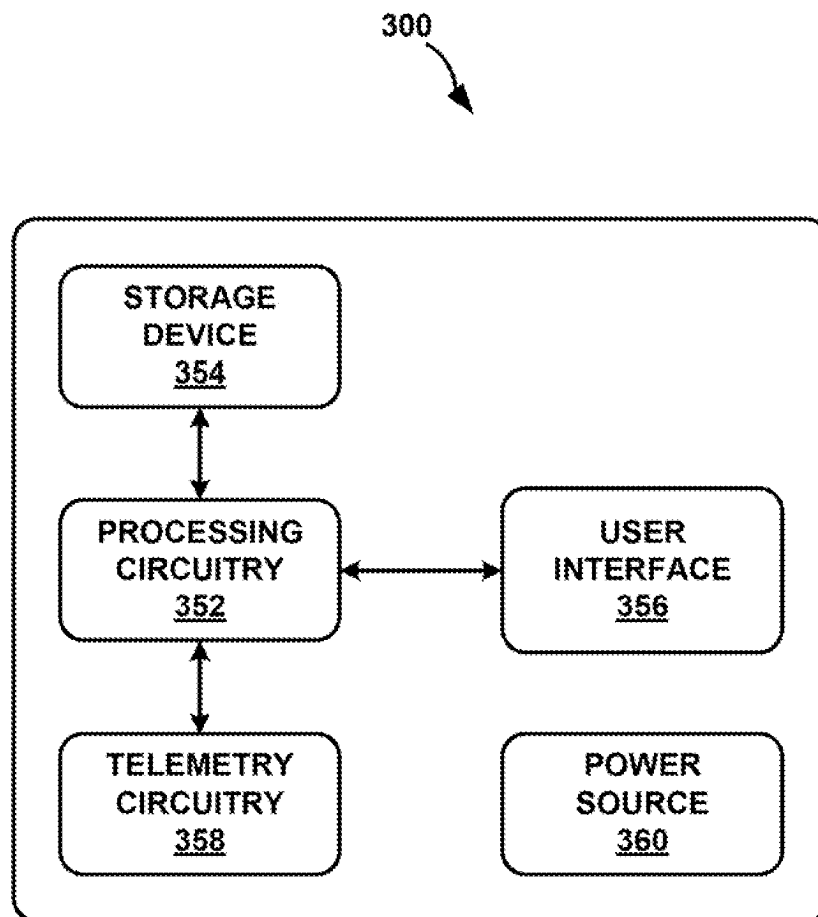 300
STORAGE
DEVICE
354
PROCESSING
CIRCUITRY
352
USER
INTERFACE
356
TELEMETRY
CIRCUITRY
358
POWER
SOURCE
360